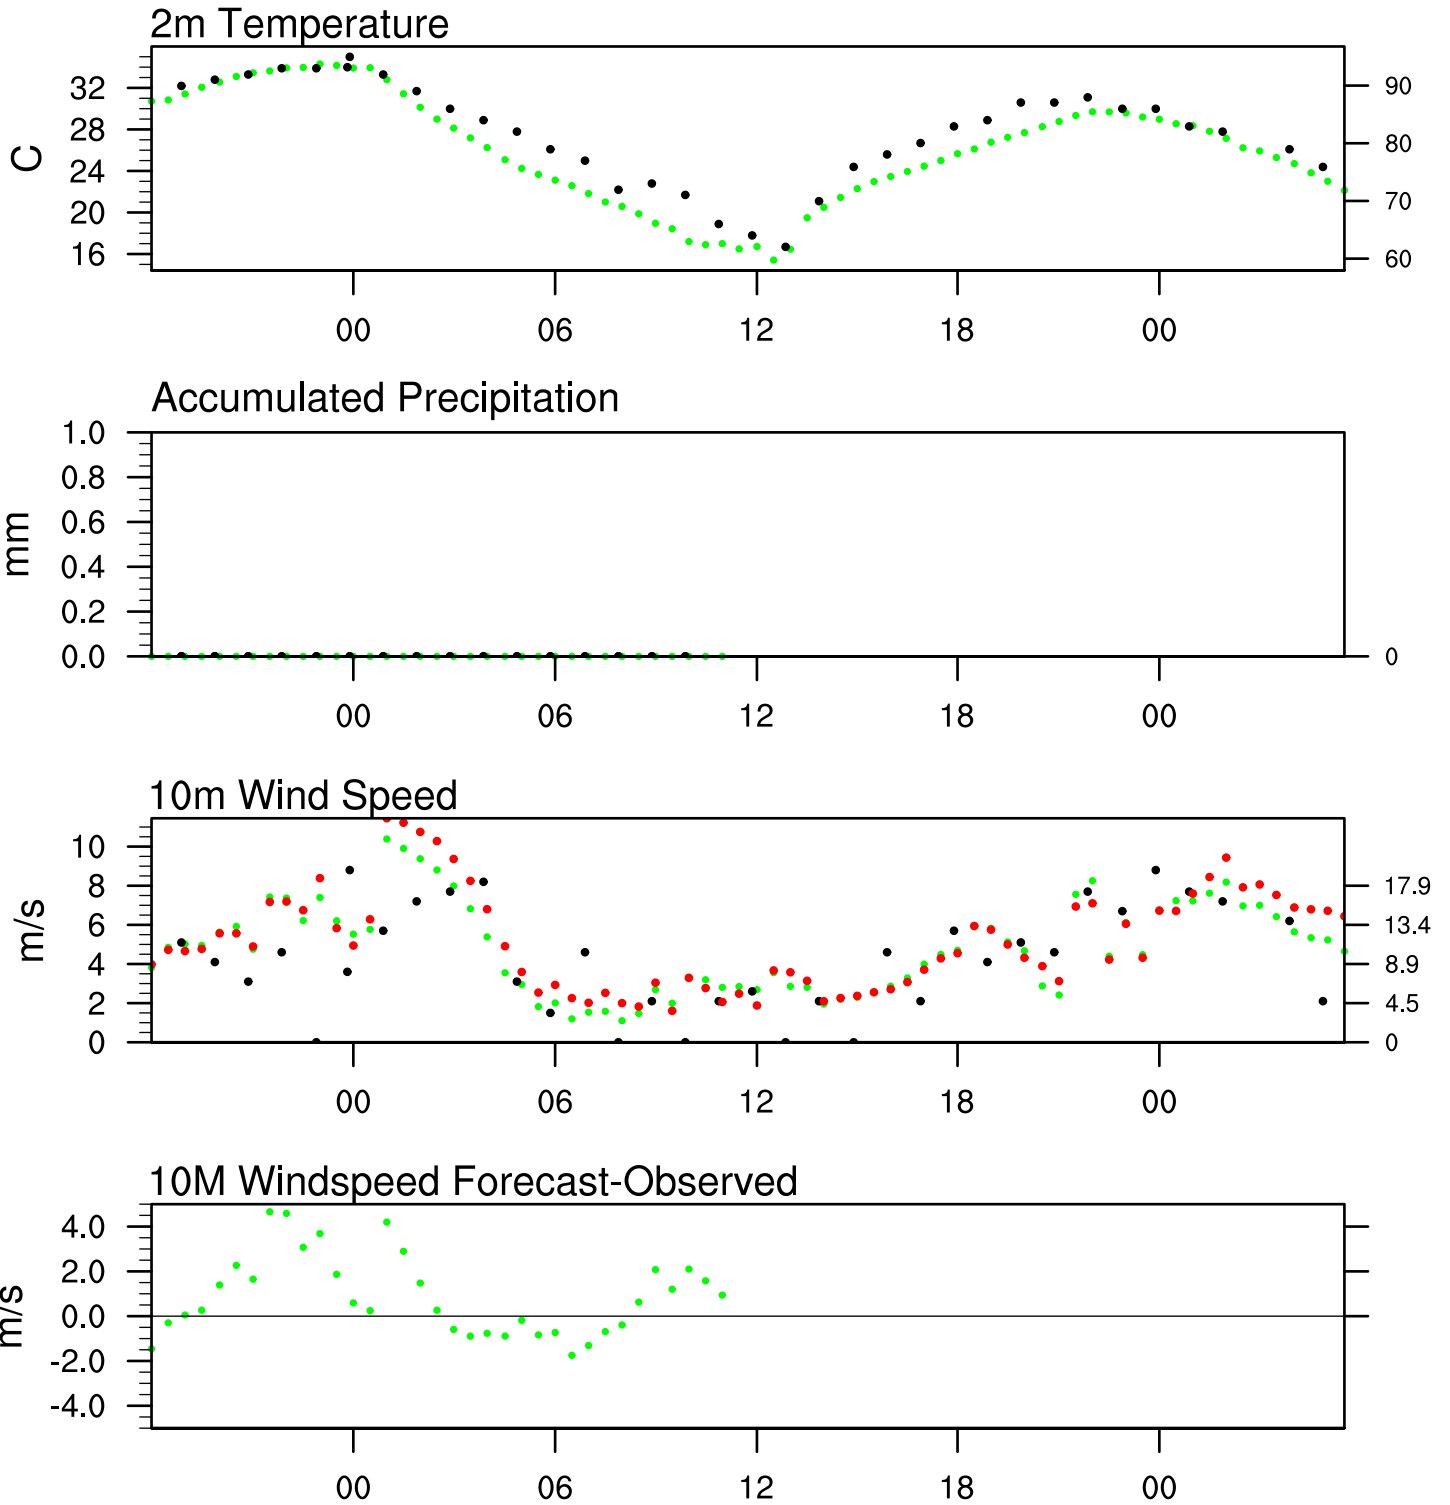 2m Temperature
C
32
28
24
20
16
90
80
70
60
00 06 12 18 00
Accumulated Precipitation
mm
1.0
0.8
0.6
0.4
0.2
0.0
0
00 06 12 18 00
10m Wind Speed
m/s
10
8
6
4
2
0
17.9
13.4
8.9
4.5
0
00 06 12 18 00
10M Windspeed Forecast-Observed
m/s
4.0
2.0
0.0
-2.0
-4.0
00 06 12 18 00